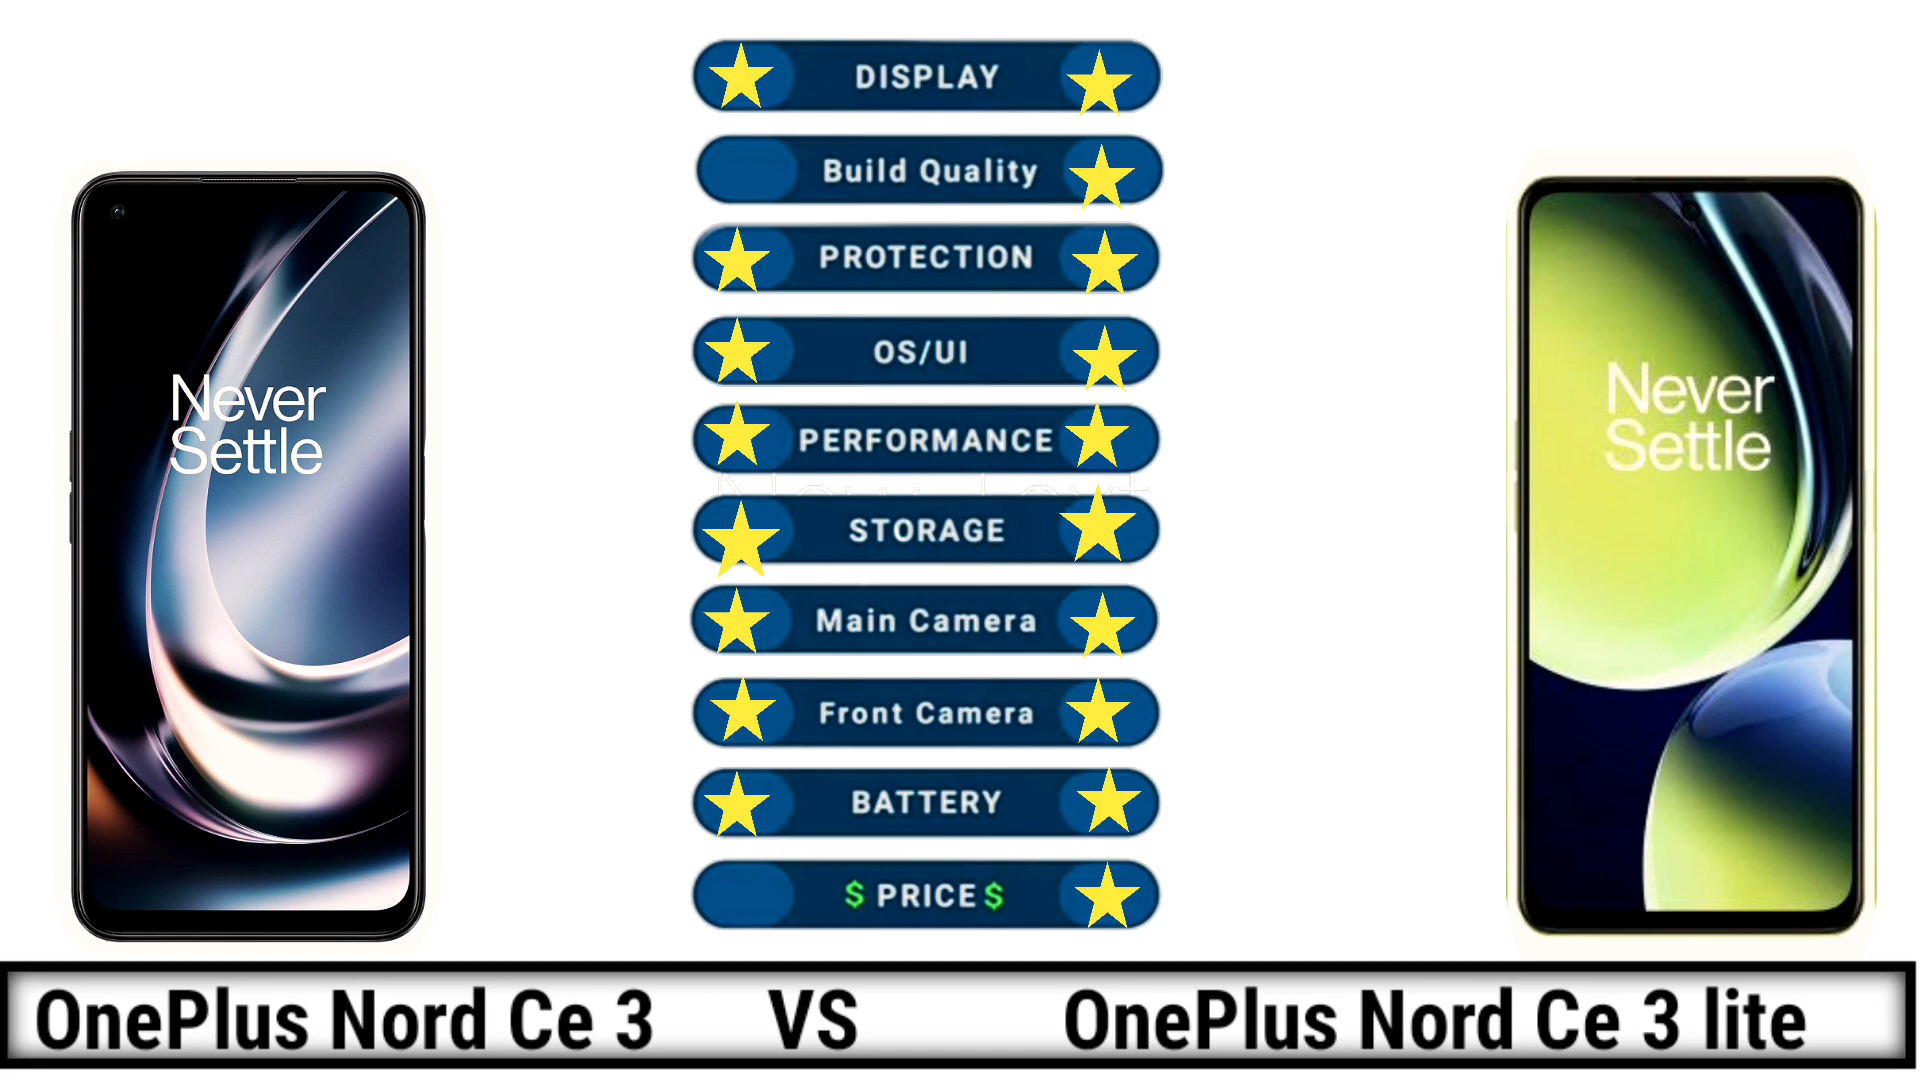 DISPLAY
Build Quality
PROTECTION
OS/UI
PERFORMANCE
STORAGE
Main Camera
Front Camera
BATTERY
$ PRICE $
Never
Settle
Never
Settle
OnePlus Nord Ce 3 VS OnePlus Nord Ce 3 lite